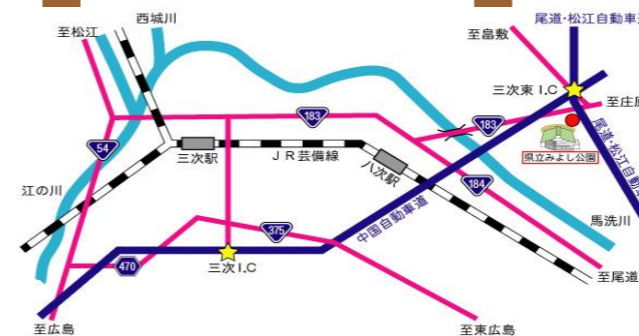 西城川
尾道・松江自動車道
至松江
至畠敷
三次東 I.C
至庄原
183
183
54
三次駅
JR芸備線
八次駅
県立みよし公園
尾道・松江自動車道
184
江の川
中国自動車道
馬洗川
375
470
三次I.C
至尾道
至広島
至東広島